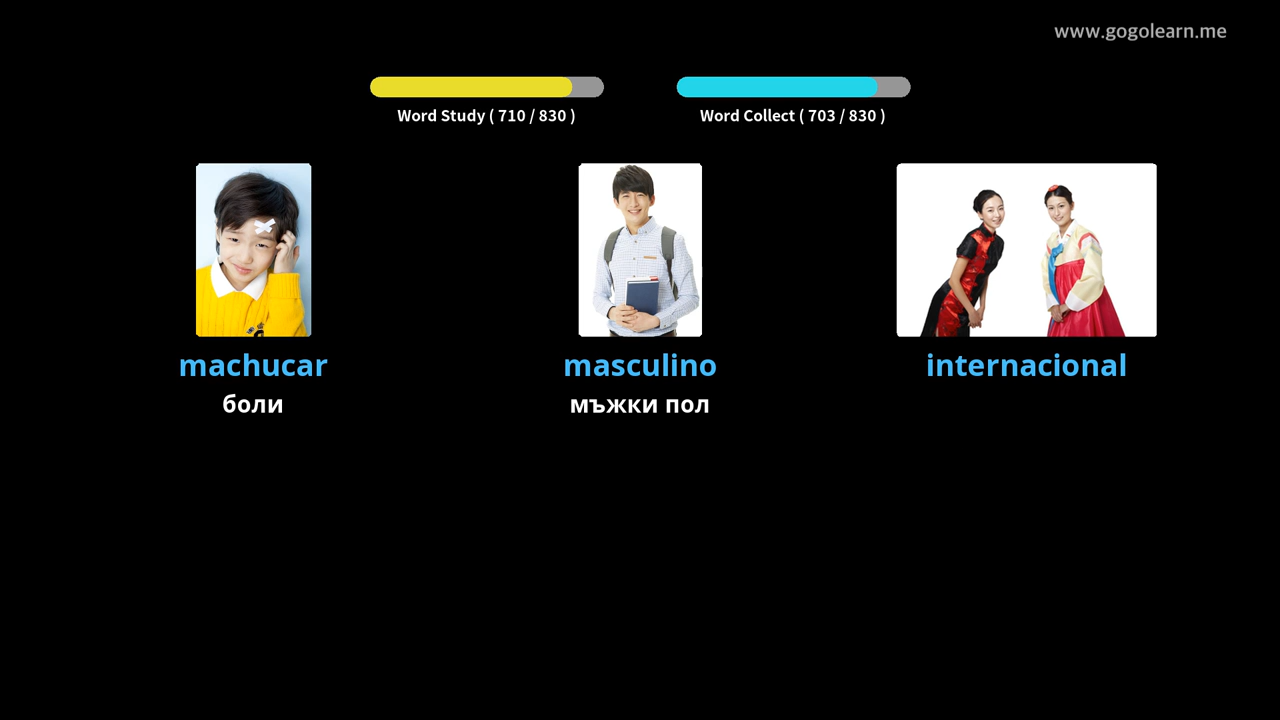 www.gogolearn.me
Word Study ( 710 / 830 )
Word Collect ( 703 / 830 )
machucar
боли
masculino
мъжки пол
internacional